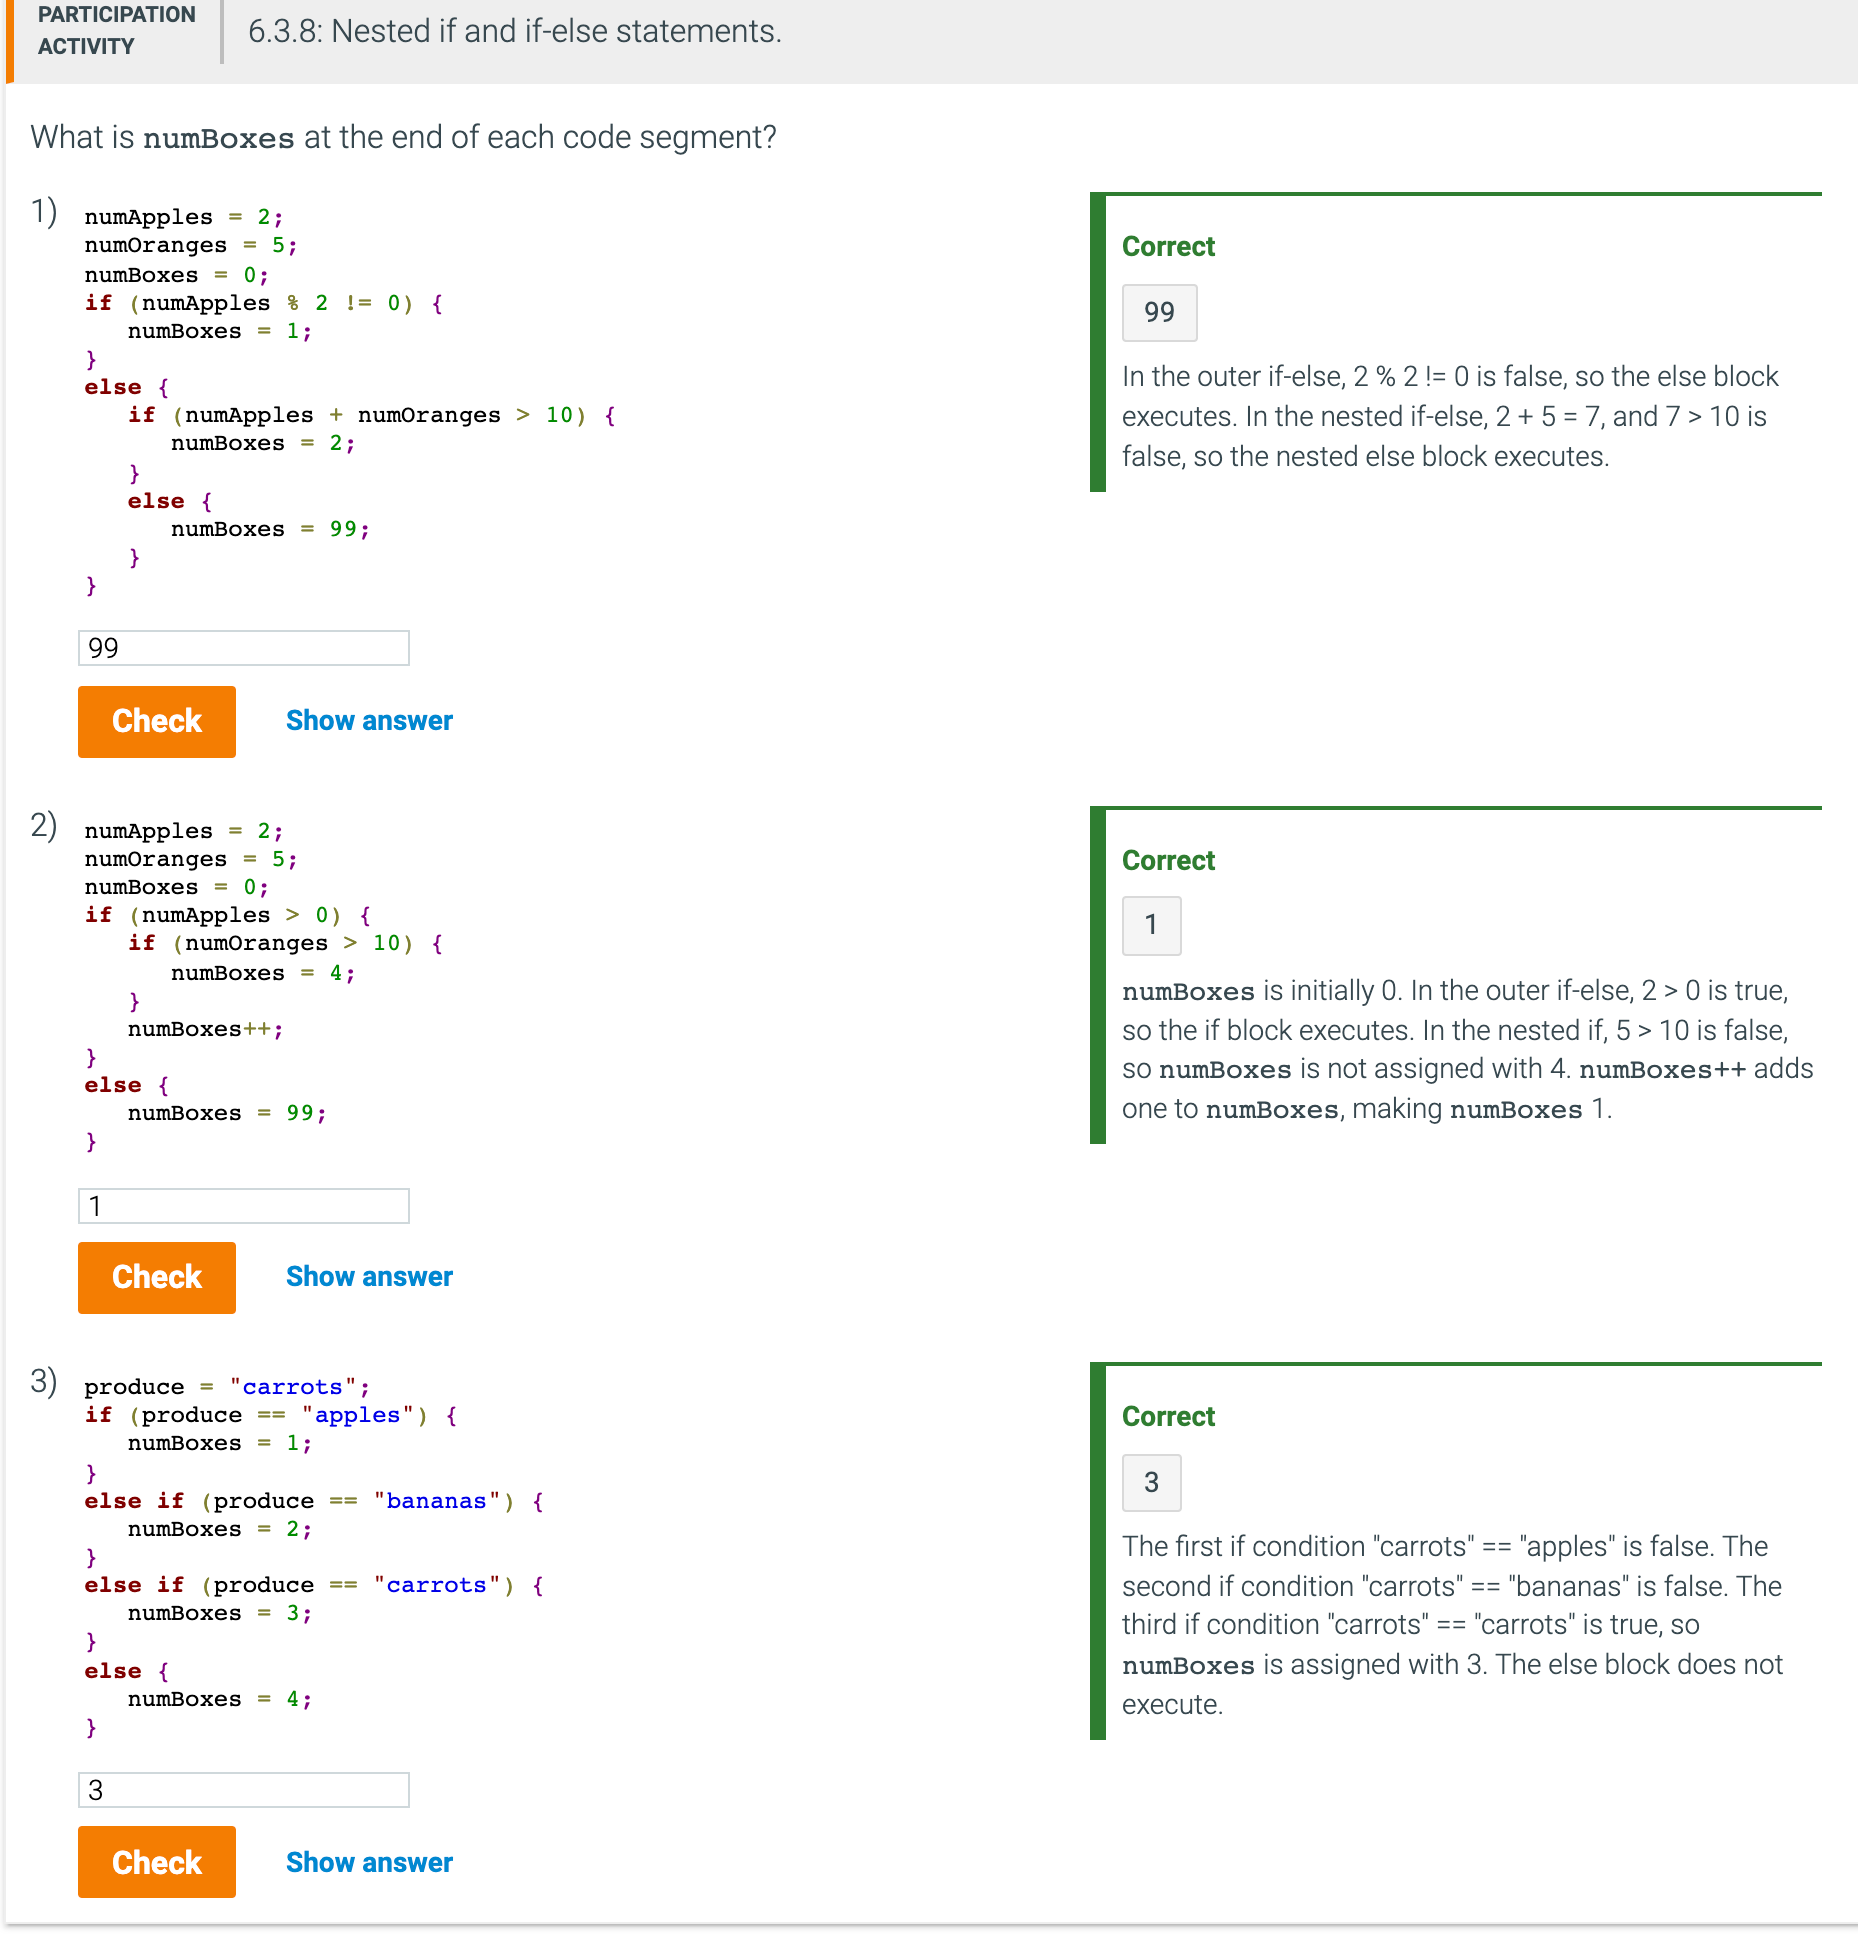 PARTICIPATION
ACTIVITY
6.3.8: Nested if and if-else statements.
What is numBoxes at the end of each code segment?
1)
numApples = 2;
numOranges = 5;
numBoxes = 0;
if (numApples % 2 != 0) {
   numBoxes = 1;
}
else {
   if (numApples + numOranges > 10) {
      numBoxes = 2;
   }
   else {
      numBoxes = 99;
   }
}
99
Check
Show answer
Correct
99
In the outer if-else, 2 % 2 != 0 is false, so the else block
executes. In the nested if-else, 2 + 5 = 7, and 7 > 10 is
false, so the nested else block executes.
2)
numApples = 2;
numOranges = 5;
numBoxes = 0;
if (numApples > 0) {
   if (numOranges > 10) {
      numBoxes = 4;
   }
   numBoxes++;
}
else {
   numBoxes = 99;
}
1
Check
Show answer
Correct
1
numBoxes is initially 0. In the outer if-else, 2 > 0 is true,
so the if block executes. In the nested if, 5 > 10 is false,
so numBoxes is not assigned with 4. numBoxes++ adds
one to numBoxes, making numBoxes 1.
3)
produce = "carrots";
if (produce == "apples") {
   numBoxes = 1;
}
else if (produce == "bananas") {
   numBoxes = 2;
}
else if (produce == "carrots") {
   numBoxes = 3;
}
else {
   numBoxes = 4;
}
3
Check
Show answer
Correct
3
The first if condition "carrots" == "apples" is false. The
second if condition "carrots" == "bananas" is false. The
third if condition "carrots" == "carrots" is true, so
numBoxes is assigned with 3. The else block does not
execute.